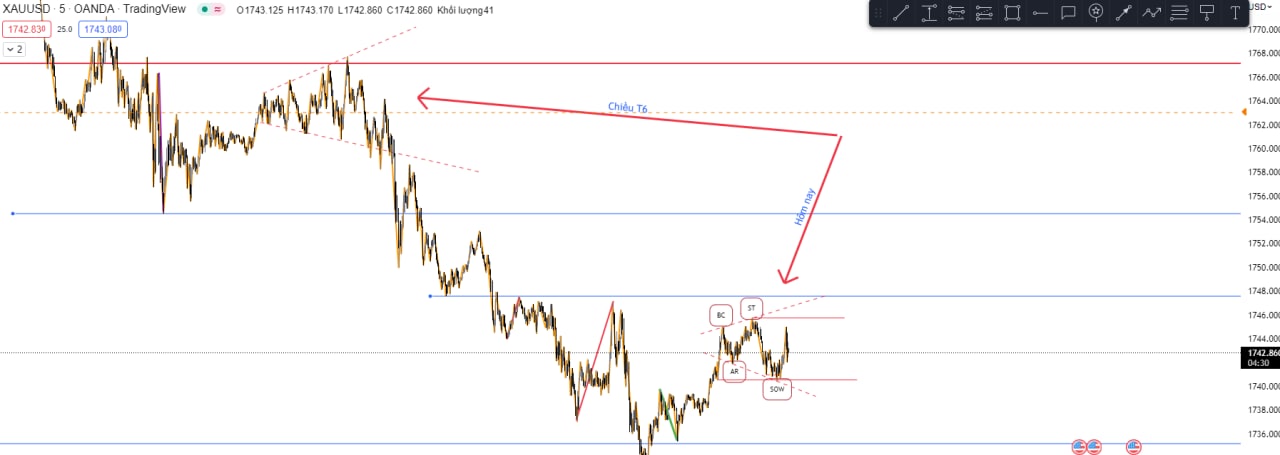 XAUUSD · 5 · OANDA · TradingView O1743.125 H1743.170 L1742.860 C1742.860 Khối lượng41
1742.830 25.0 1743.080
2
T
USD
1770.000
1768.000
1766.000
1764.000
1762.000
1760.000
1758.000
1756.000
1754.000
1752.000
1750.000
1748.000
1746.000
1744.000
1742.860
04:30
1740.000
1738.000
1736.000
Chiều T6
Hôm nay
BC
ST
AR
SOW